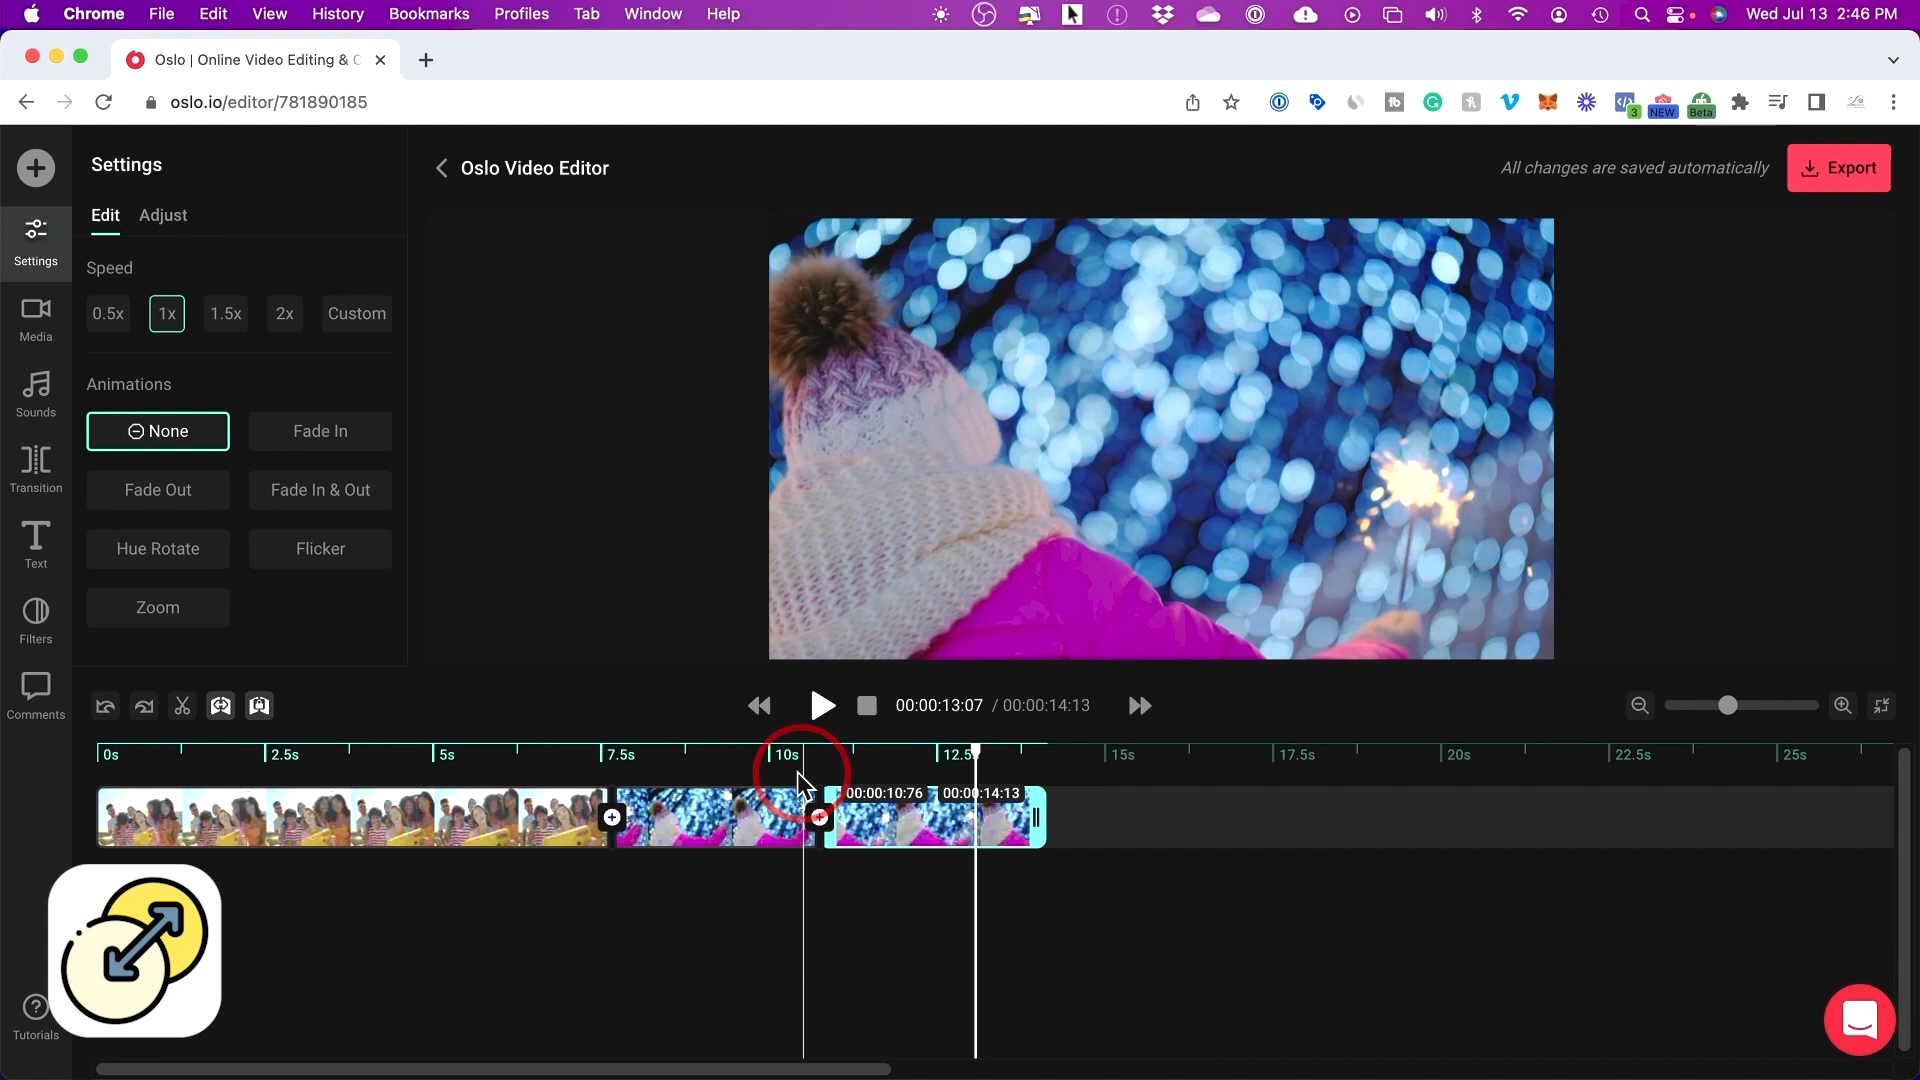 Chrome File Edit View History Bookmarks Profiles Tab Window Help
Wed Jul 13 2:46 PM
Oslo | Online Video Editing & C
oslo.io/editor/781890185
3 NEW Beta
Settings
Edit Adjust
Speed
0.5x 1x 1.5x 2x Custom
Animations
None Fade In
Fade Out Fade In & Out
Hue Rotate Flicker
Zoom
Settings
Media
Sounds
Transition
Text
Filters
Comments
Tutorials
Oslo Video Editor
All changes are saved automatically
Export
00:00:13:07 / 00:00:14:13
0s 2.5s 5s 7.5s 10s 12.5s 15s 17.5s 20s 22.5s 25s
00:00:10:76 00:00:14:13